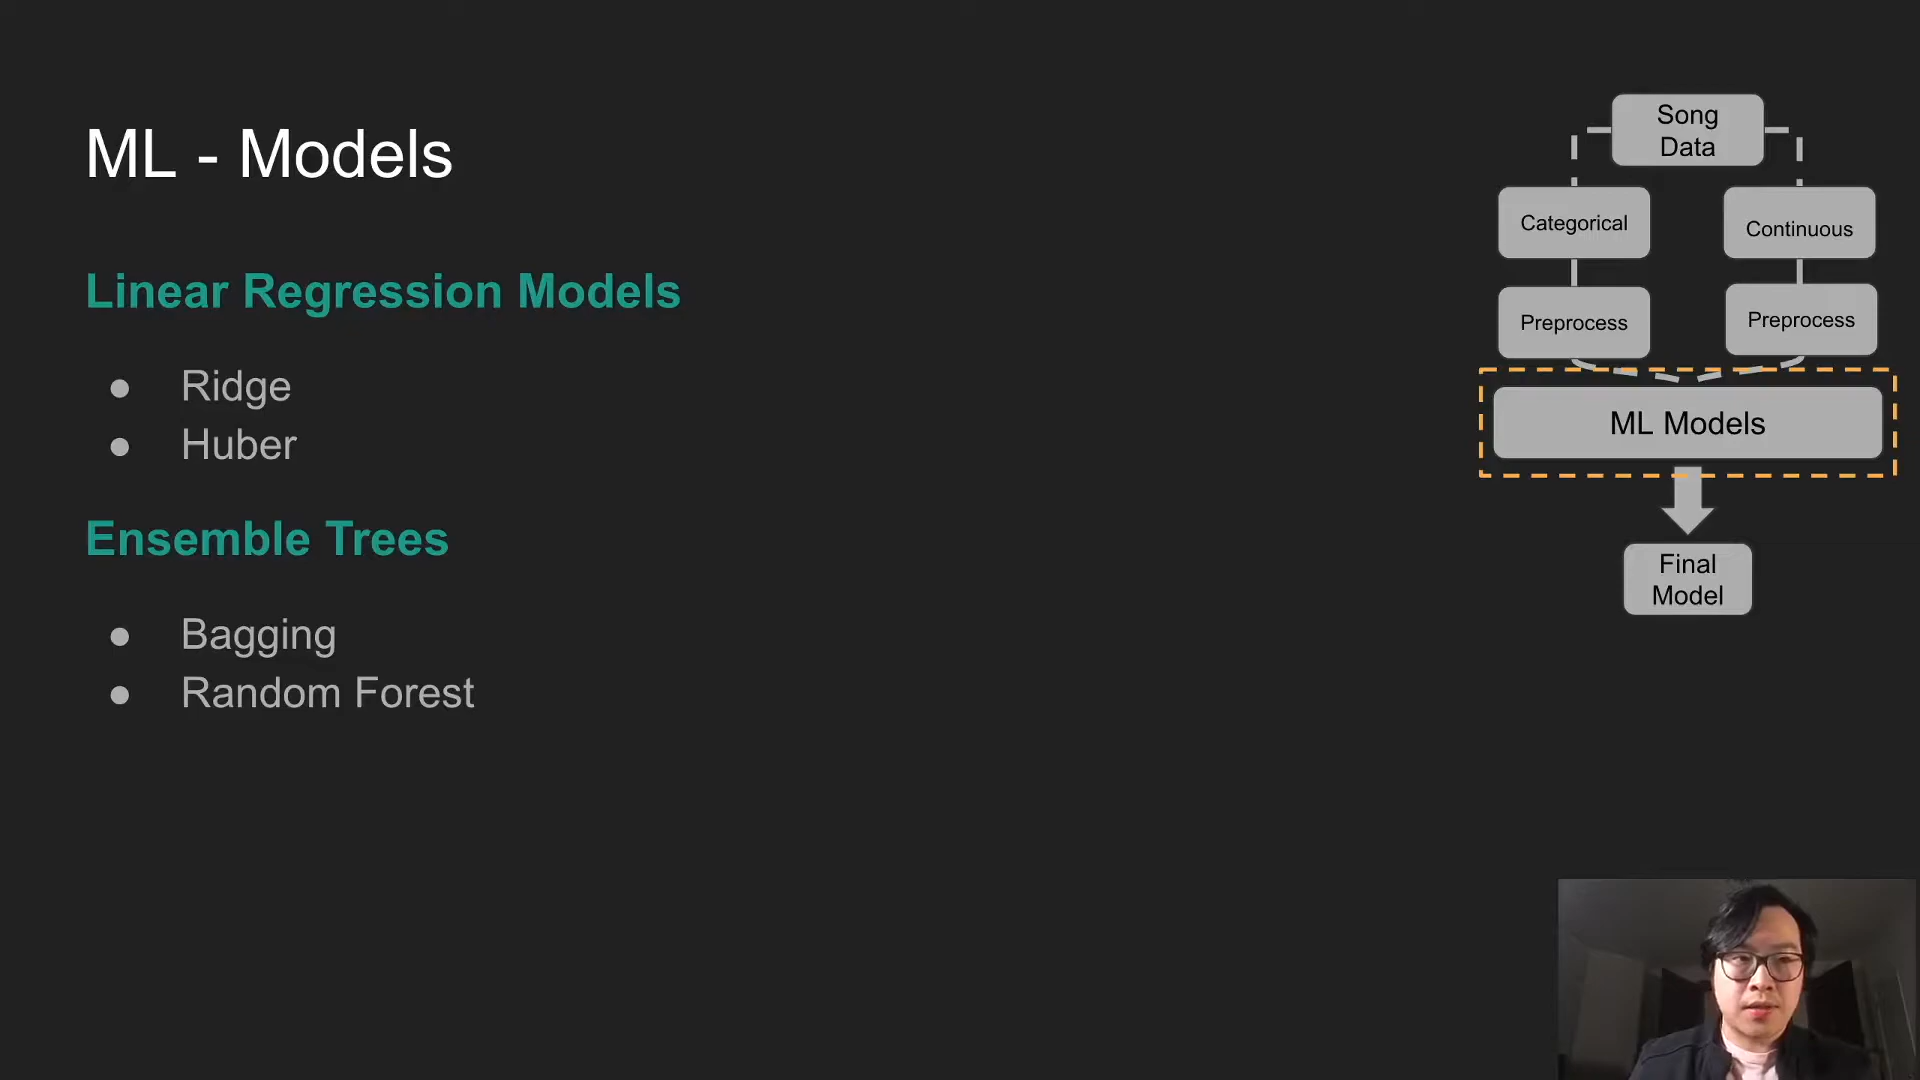 ML - Models
Linear Regression Models
● Ridge
● Huber
Ensemble Trees
● Bagging
● Random Forest
Song
Data
Categorical
Continuous
Preprocess
Preprocess
ML Models
Final
Model